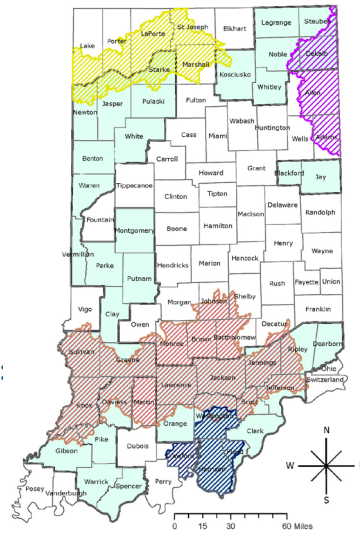 Lake Porter LaPorte St Joseph Elkhart Lagrange Steuben
Noble Dekalb
Starke Marshall Kosciusko
Whitley Allen
Newton Jasper Pulaski Fulton
White Cass Miami Wabash Huntington Wells Adams
Benton Carroll
Howard Grant Blackford Jay
Warren Tippecanoe
Clinton Tipton Madison Delaware Randolph
Fountain Montgomery Boone Hamilton
Henry Wayne
Vermillion Parke Putnam Hendricks Marion Hancock
Rush Fayette Union
Vigo Clay Owen Morgan Johnson Shelby Franklin
Decatur
Sullivan Greene Monroe Brown Bartholomew Ripley Dearborn
Jennings Ohio
Switzerland
Knox Daviess Martin Lawrence Jackson Jefferson
Scott
Orange Clark
Gibson Pike Dubois
Posey Vanderburgh Warrick Spencer Perry
N
W E
S
0 15 30 60 Miles